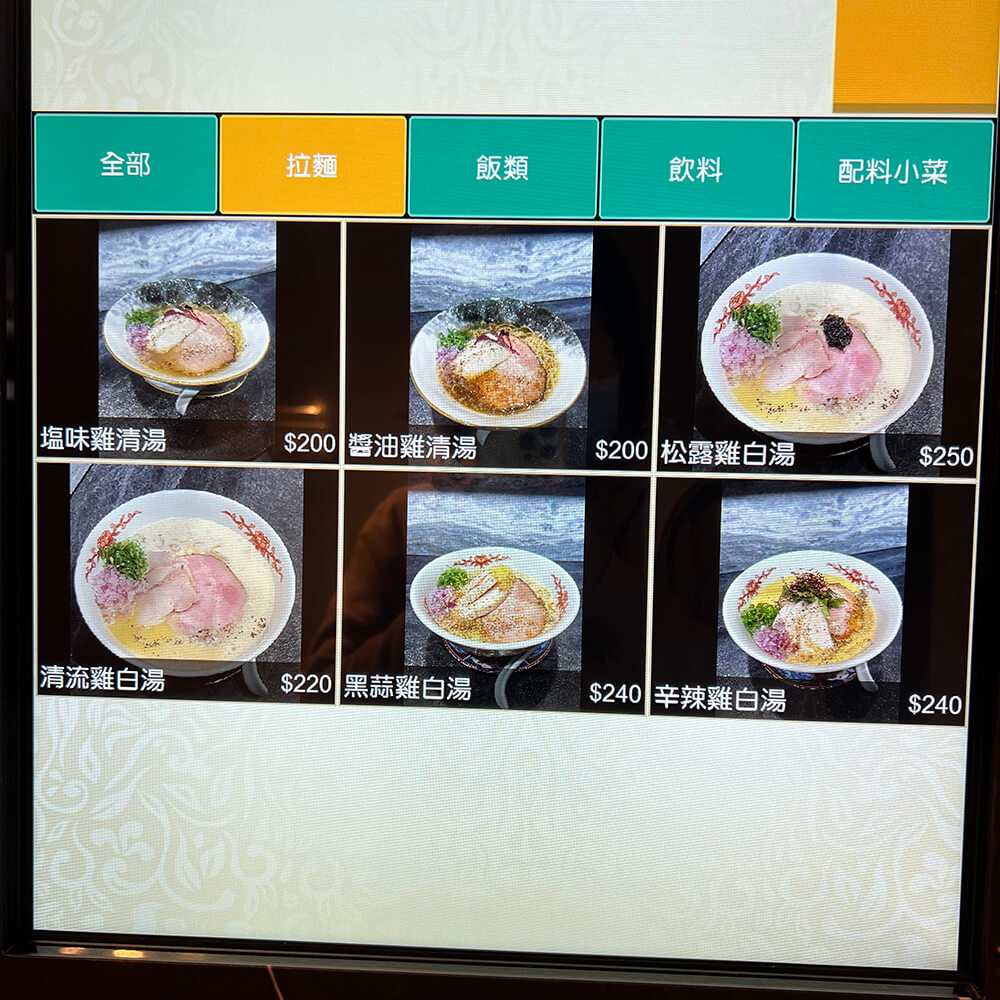 全部
拉麵
飯類
飲料
配料小菜
塩味雞清湯 $200
醬油雞清湯 $200
松露雞白湯 $250
清流雞白湯 $220
黑蒜雞白湯 $240
辛辣雞白湯 $240